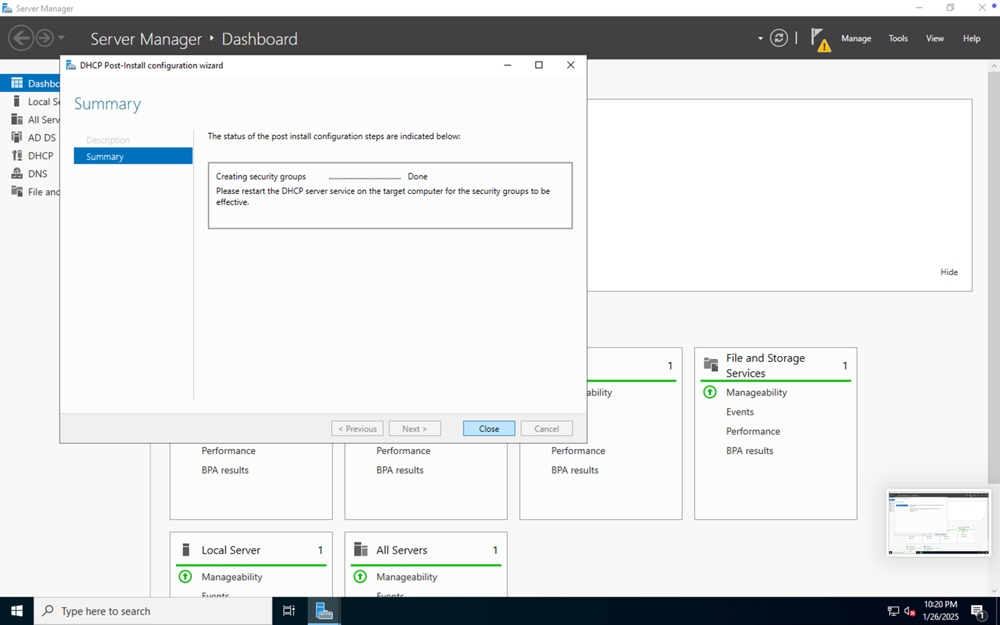 Server Manager
Server Manager ‣ Dashboard
Manage
Tools
View
Help
DHCP Post-Install configuration wizard
Summary
Description
Summary
The status of the post install configuration steps are indicated below:
Creating security groups ........................................ Done
Please restart the DHCP server service on the target computer for the security groups to be
effective.
< Previous
Next >
Close
Cancel
Dashbo
Local Se
All Serv
AD DS
DHCP
DNS
File and
Hide
1
ability
File and Storage
Services
1
Manageability
Events
Performance
BPA results
Performance
BPA results
Performance
BPA results
Performance
BPA results
Local Server
1
Manageability
Events
All Servers
1
Manageability
Events
Type here to search
10:20 PM
1/26/2025
1